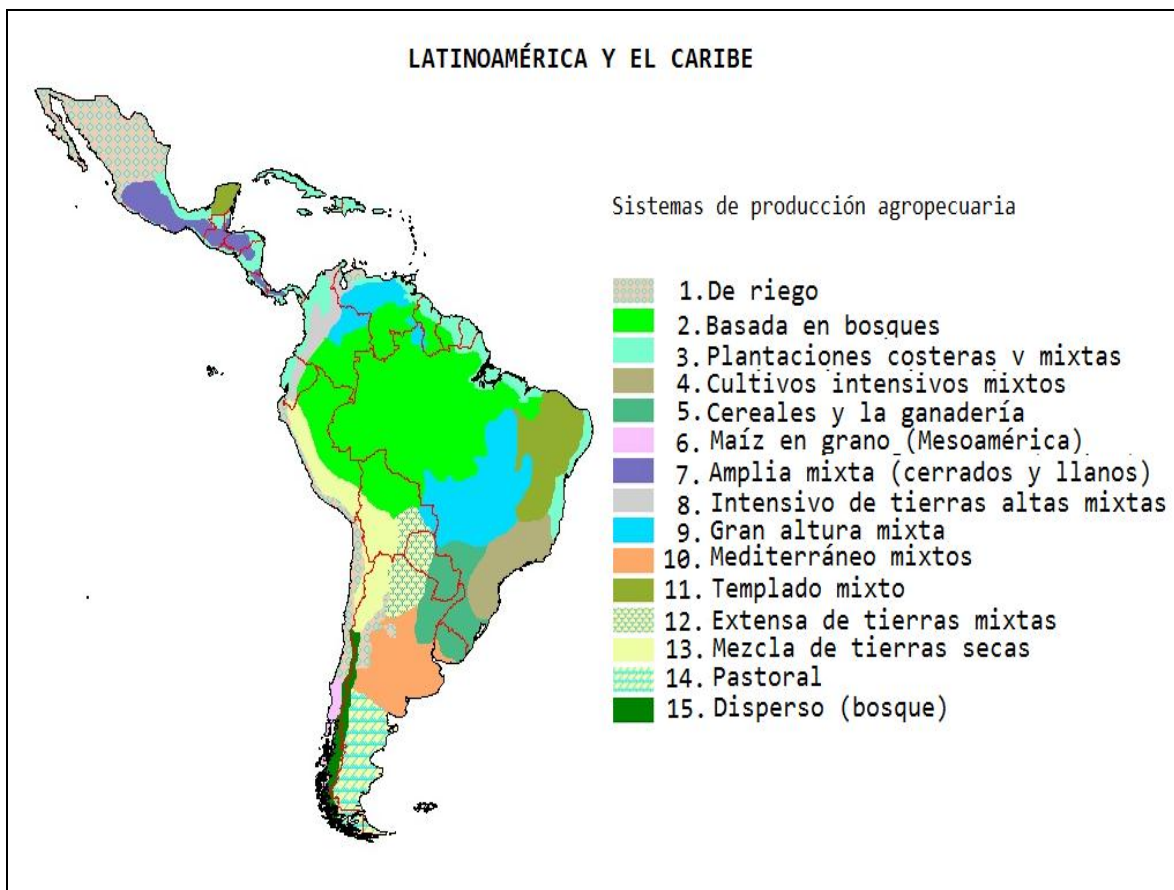 LATINOAMÉRICA Y EL CARIBE
Sistemas de producción agropecuaria
1. De riego
2. Basada en bosques
3. Plantaciones costeras v mixtas
4. Cultivos intensivos mixtos
5. Cereales y la ganadería
6. Maíz en grano (Mesoamérica)
7. Amplia mixta (cerrados y llanos)
8. Intensivo de tierras altas mixtas
9. Gran altura mixta
10. Mediterráneo mixtos
11. Templado mixto
12. Extensa de tierras mixtas
13. Mezcla de tierras secas
14. Pastoral
15. Disperso (bosque)